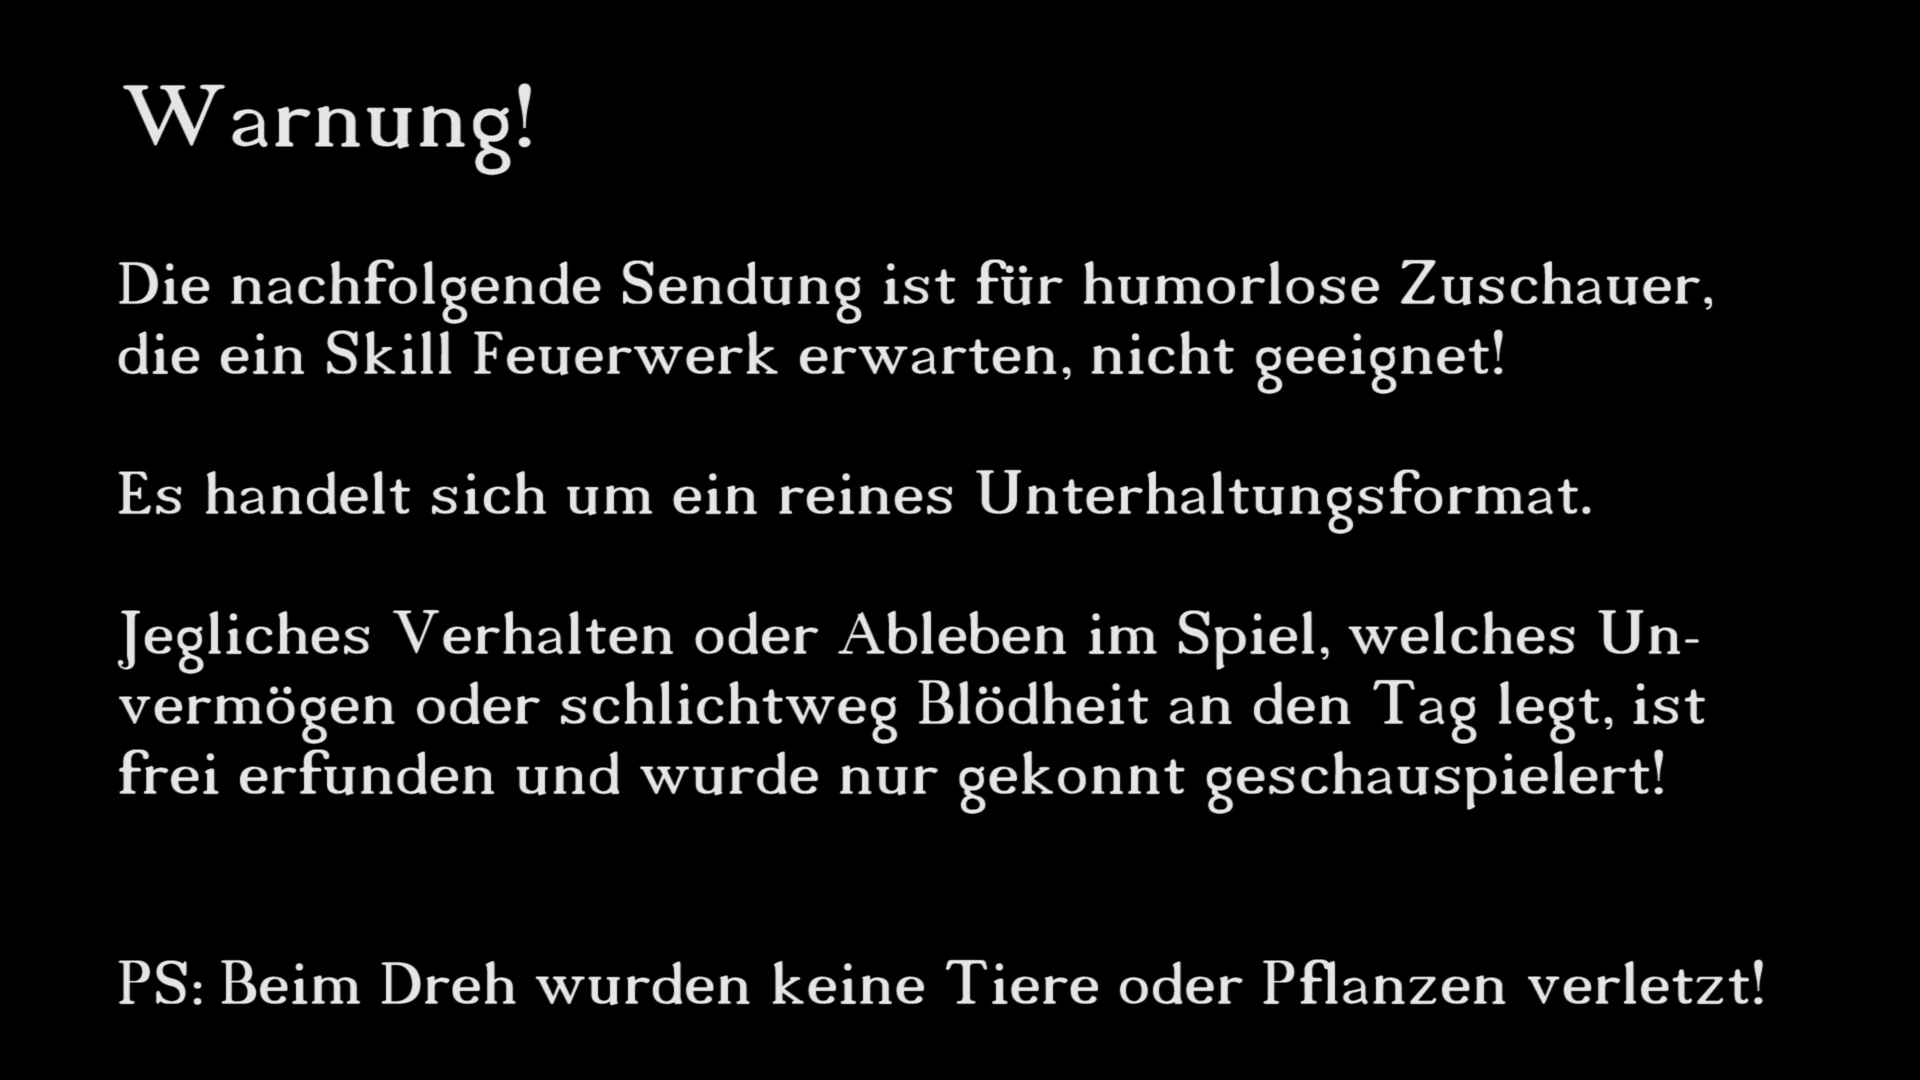 Warnung!
Die nachfolgende Sendung ist für humorlose Zuschauer,
die ein Skill Feuerwerk erwarten, nicht geeignet!
Es handelt sich um ein reines Unterhaltungsformat.
Jegliches Verhalten oder Ableben im Spiel, welches Un-
vermögen oder schlichtweg Blödheit an den Tag legt, ist
frei erfunden und wurde nur gekonnt geschauspielert!
PS: Beim Dreh wurden keine Tiere oder Pflanzen verletzt!